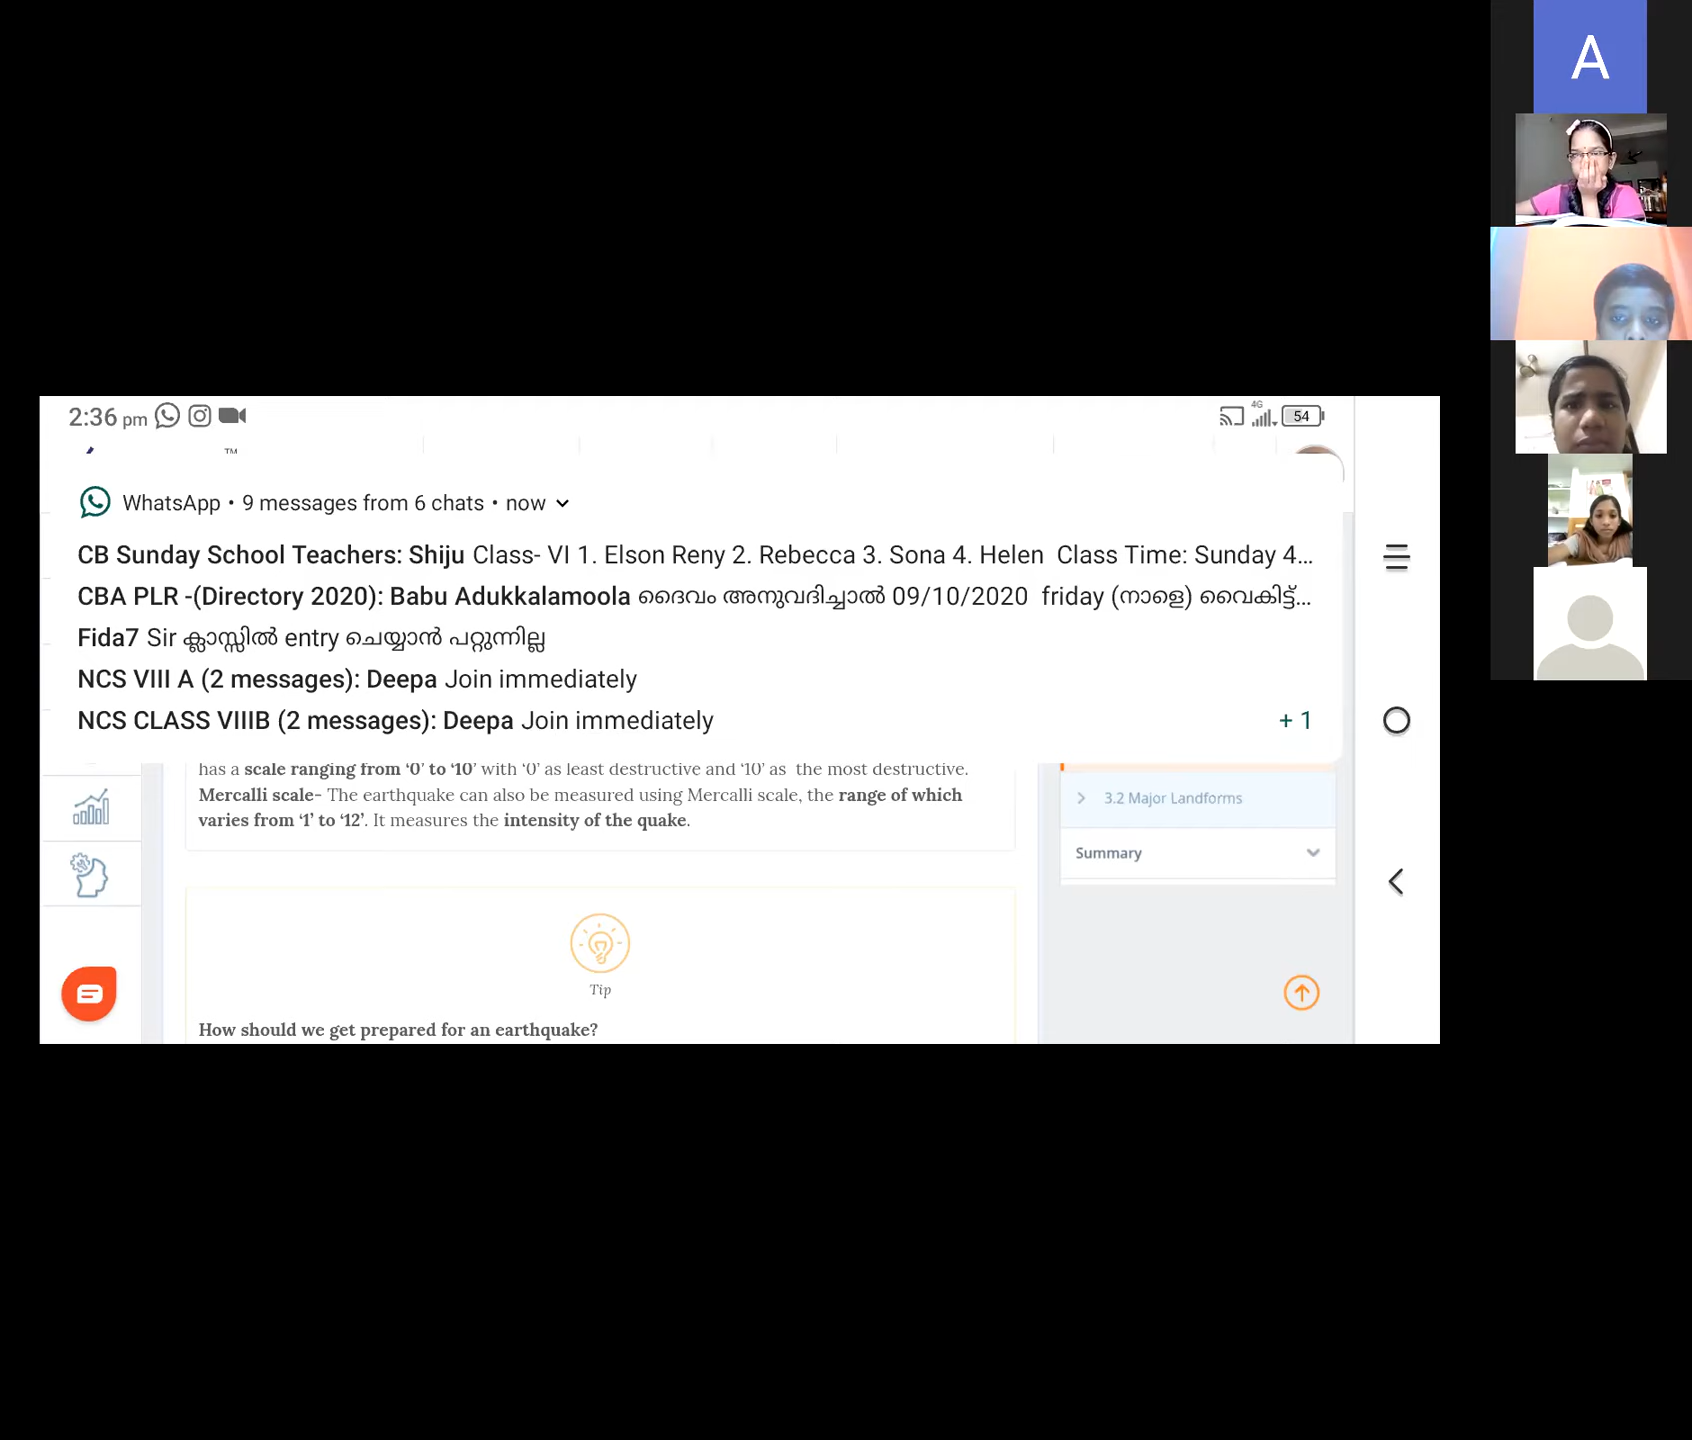 A
2:36 pm
4G
54
TM
WhatsApp • 9 messages from 6 chats • now
CB Sunday School Teachers: Shiju Class- VI 1. Elson Reny 2. Rebecca 3. Sona 4. Helen Class Time: Sunday 4...
CBA PLR -(Directory 2020): Babu Adukkalamoola ദൈവം അനുവദിച്ചാൽ 09/10/2020 friday (നാളെ) വൈകിട്ട്...
Fida7 Sir ക്ലാസ്സിൽ entry ചെയ്യാൻ പറ്റുന്നില്ല
NCS VIII A (2 messages): Deepa Join immediately
NCS CLASS VIIIB (2 messages): Deepa Join immediately
+ 1
has a scale ranging from ‘0’ to ‘10’ with ‘0’ as least destructive and ‘10’ as the most destructive.
Mercalli scale- The earthquake can also be measured using Mercalli scale, the range of which
varies from ‘1’ to ‘12’. It measures the intensity of the quake.
3.2 Major Landforms
Summary
Tip
How should we get prepared for an earthquake?